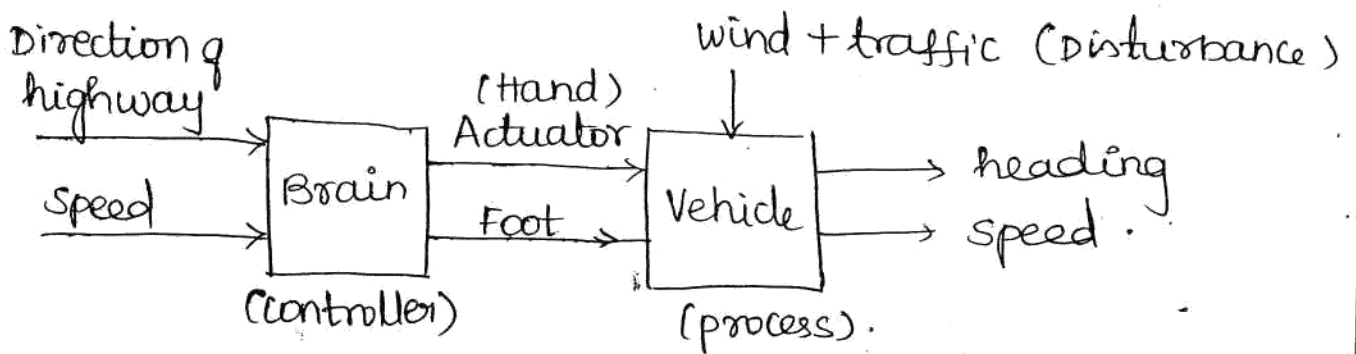 Direction of
highway
Speed
Brain
(controller)
(Hand)
Actuator
Foot
wind + traffic (Disturbance)
Vehicle
(process).
heading
speed.